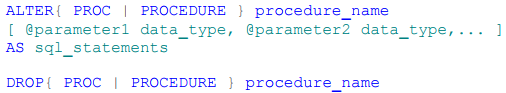 ALTER{ PROC | PROCEDURE } procedure_name
[ @parameter1 data_type, @parameter2 data_type,... ]
AS sql_statements
DROP{ PROC | PROCEDURE } procedure_name